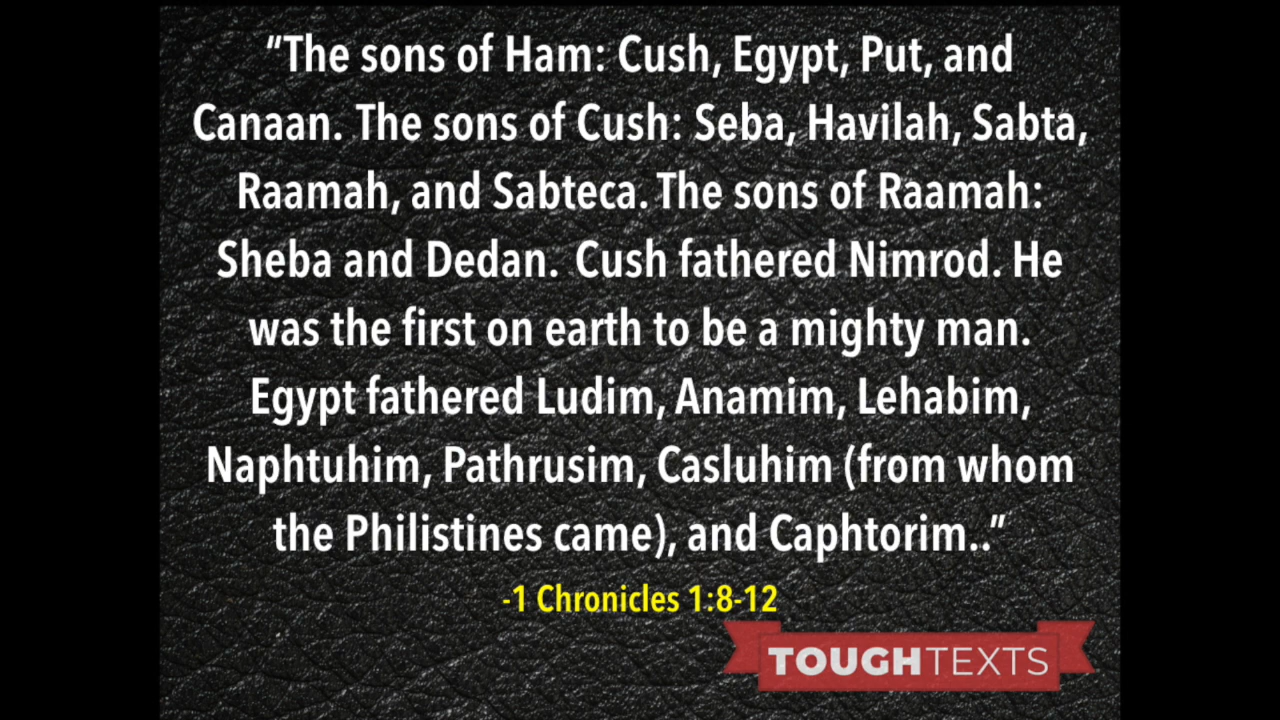 “The sons of Ham: Cush, Egypt, Put, and
Canaan. The sons of Cush: Seba, Havilah, Sabta,
Raamah, and Sabteca. The sons of Raamah:
Sheba and Dedan. Cush fathered Nimrod. He
was the first on earth to be a mighty man.
Egypt fathered Ludim, Anamim, Lehabim,
Naphtuhim, Pathrusim, Casluhim (from whom
the Philistines came), and Caphtorim..”
-1 Chronicles 1:8-12
TOUGHTEXTS